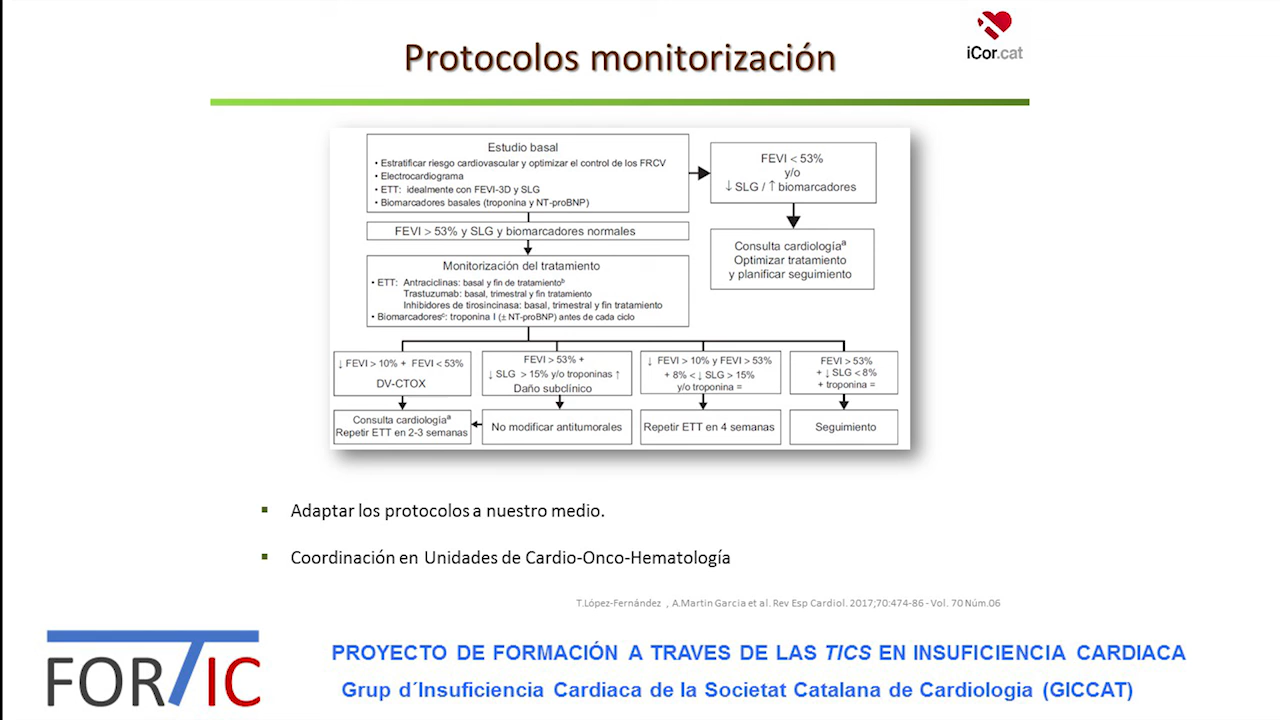 Protocolos monitorización
iCor.cat
Estudio basal
• Estratificar riesgo cardiovascular y optimizar el control de los FRCV
• Electrocardiograma
• ETT: idealmente con FEVI-3D y SLG
• Biomarcadores basales (troponina y NT-proBNP)
FEVI < 53%
y/o
↓ SLG / ↑ biomarcadores
FEVI > 53% y SLG y biomarcadores normales
Consulta cardiologíaª
Optimizar tratamiento
y planificar seguimiento
Monitorización del tratamiento
• ETT: Antraciclinas: basal y fin de tratamientoᵇ
Trastuzumab: basal, trimestral y fin tratamiento
Inhibidores de tirosincinasa: basal, trimestral y fin tratamiento
• Biomarcadoresᶜ: troponina I (± NT-proBNP) antes de cada ciclo
↓ FEVI > 10% + FEVI < 53%
DV-CTOX
FEVI > 53% +
↓ SLG > 15% y/o troponinas ↑
Daño subclínico
↓ FEVI > 10% y FEVI > 53%
+ 8% < ↓ SLG > 15%
y/o troponina =
FEVI > 53%
+ ↓ SLG < 8%
+ troponina =
Consulta cardiologíaª
Repetir ETT en 2-3 semanas
No modificar antitumorales
Repetir ETT en 4 semanas
Seguimiento
▪ Adaptar los protocolos a nuestro medio.
▪ Coordinación en Unidades de Cardio-Onco-Hematología
T.López-Fernández , A.Martin Garcia et al. Rev Esp Cardiol. 2017;70:474-86 - Vol. 70 Núm.06
FORTIC
PROYECTO DE FORMACIÓN A TRAVES DE LAS TICS EN INSUFICIENCIA CARDIACA
Grup d´Insuficiencia Cardiaca de la Societat Catalana de Cardiologia (GICCAT)